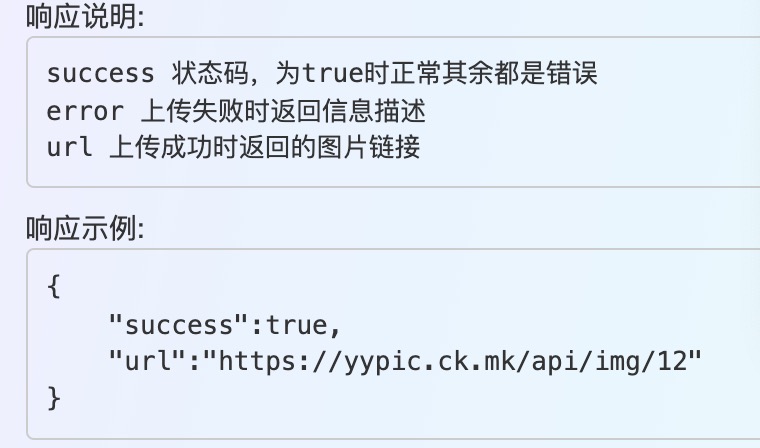 响应说明:
success 状态码，为true时正常其余都是错误
error 上传失败时返回信息描述
url 上传成功时返回的图片链接
响应示例:
{
    "success":true,
    "url":"https://yypic.ck.mk/api/img/12"
}